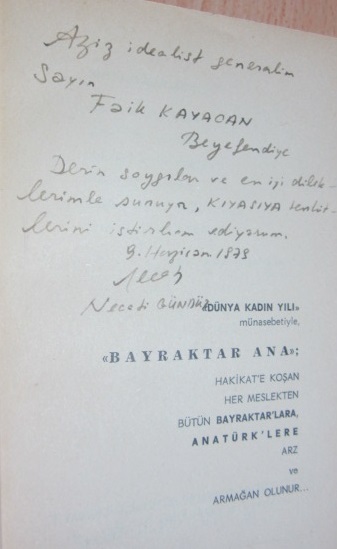 Aziz idealist generalim
Sayın
Faik KAYACAN
Beyefendiye
Derin saygılar ve en iyi dilek-
lerimle sunuyor, KIYASIYA tenkit-
lerini istirham ediyorum.
9. Haziran 1979
Necati GÜNDÜZ
«DÜNYA KADIN YILI»
münasebetiyle,
«BAYRAKTAR ANA»;
HAKİKAT'E KOŞAN
HER MESLEKTEN
BÜTÜN BAYRAKTAR'LARA,
ANATÜRK'LERE
ARZ
ve
ARMAĞAN OLUNUR...